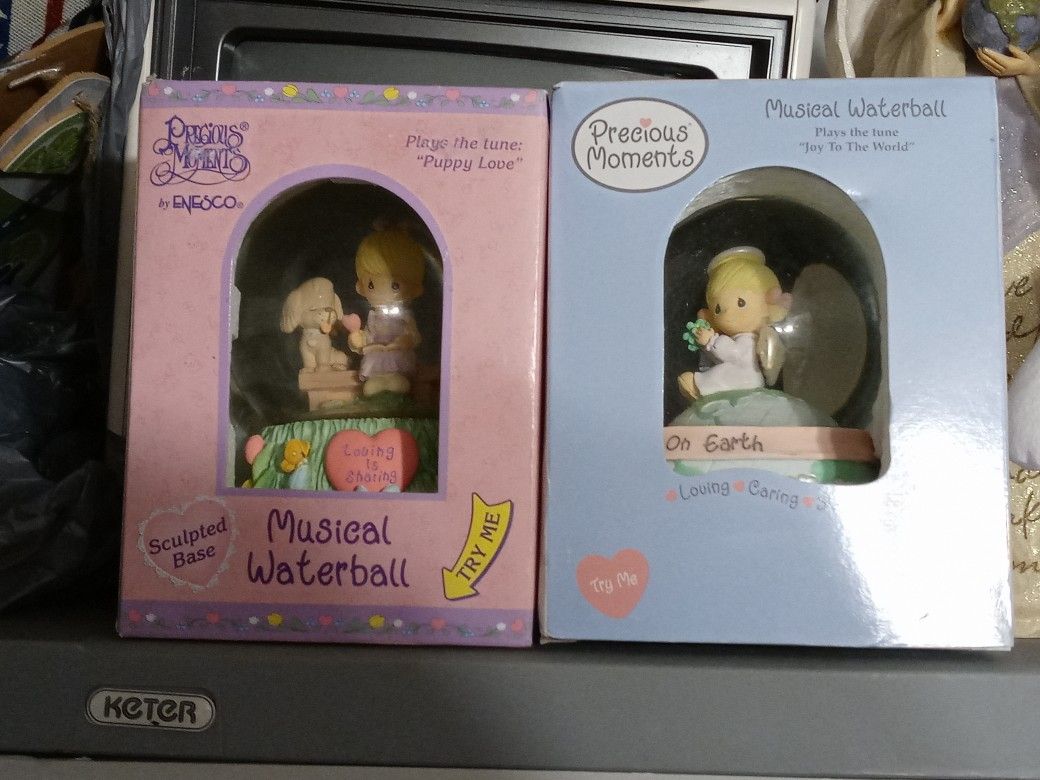 PRECIOUS®
MOMENTS
by ENESCO®
Plays the tune:
"Puppy Love"
Loving
is
Sharing
Sculpted
Base
Musical
Waterball
TRY ME
Precious®
Moments
Musical Waterball
Plays the tune
"Joy To The World"
On Earth
Loving Caring
Try Me
KETER